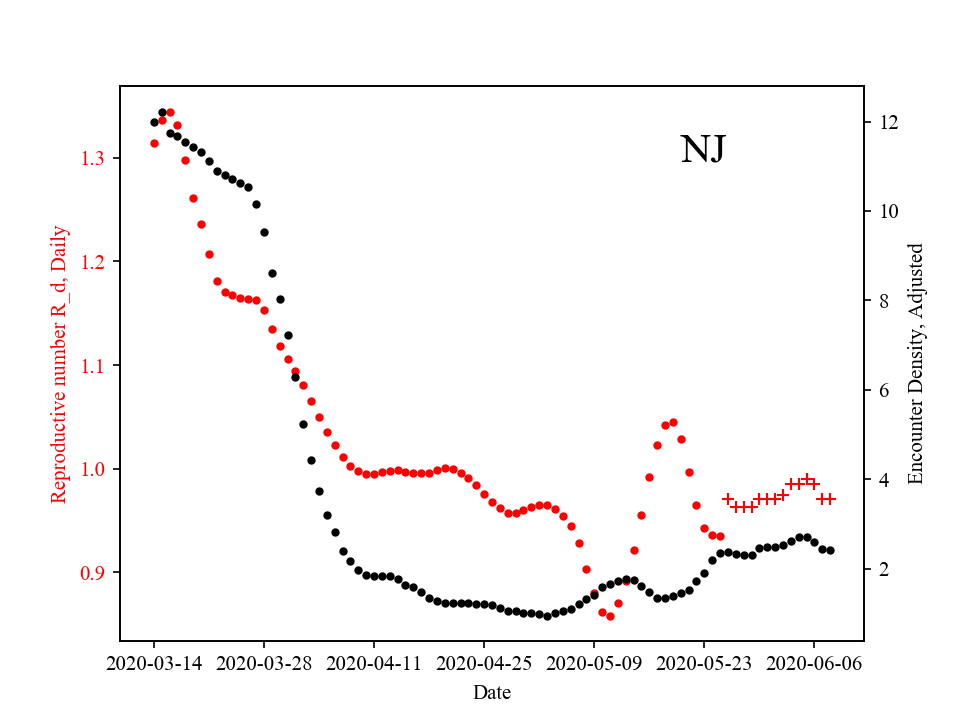 NJ
Reproductive number R_d, Daily
1.3
1.2
1.1
1.0
0.9
12
10
8
6
4
2
Encounter Density, Adjusted
2020-03-14 2020-03-28 2020-04-11 2020-04-25 2020-05-09 2020-05-23 2020-06-06
Date